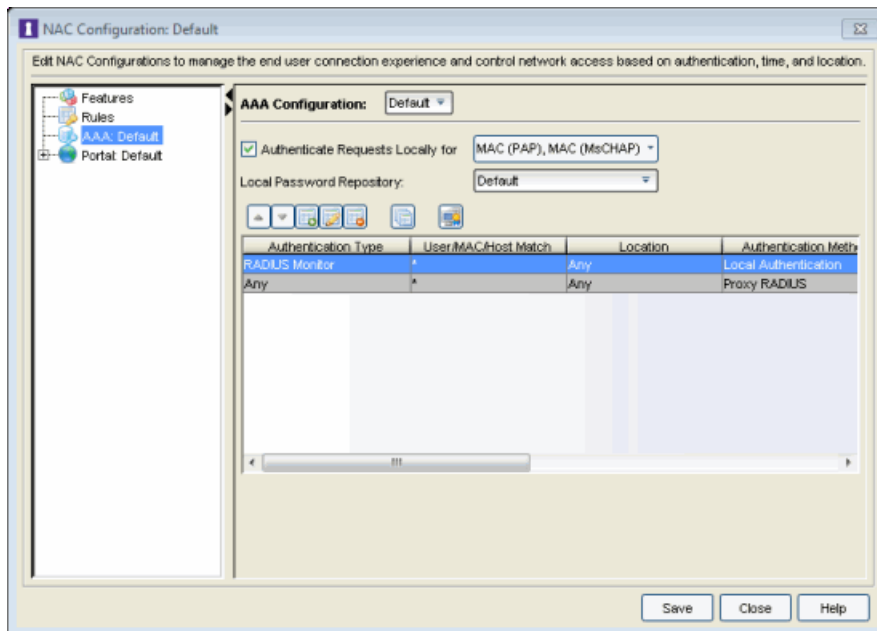 NAC Configuration: Default
Edit NAC Configurations to manage the end user connection experience and control network access based on authentication, time, and location.
Features
Rules
AAA: Default
Portal: Default
AAA Configuration: Default
Authenticate Requests Locally for MAC (PAP), MAC (MsCHAP)
Local Password Repository: Default
Authentication Type User/MAC/Host Match Location Authentication Meth
RADIUS Monitor * Any Local Authentication
Any * Any Proxy RADIUS
Save Close Help